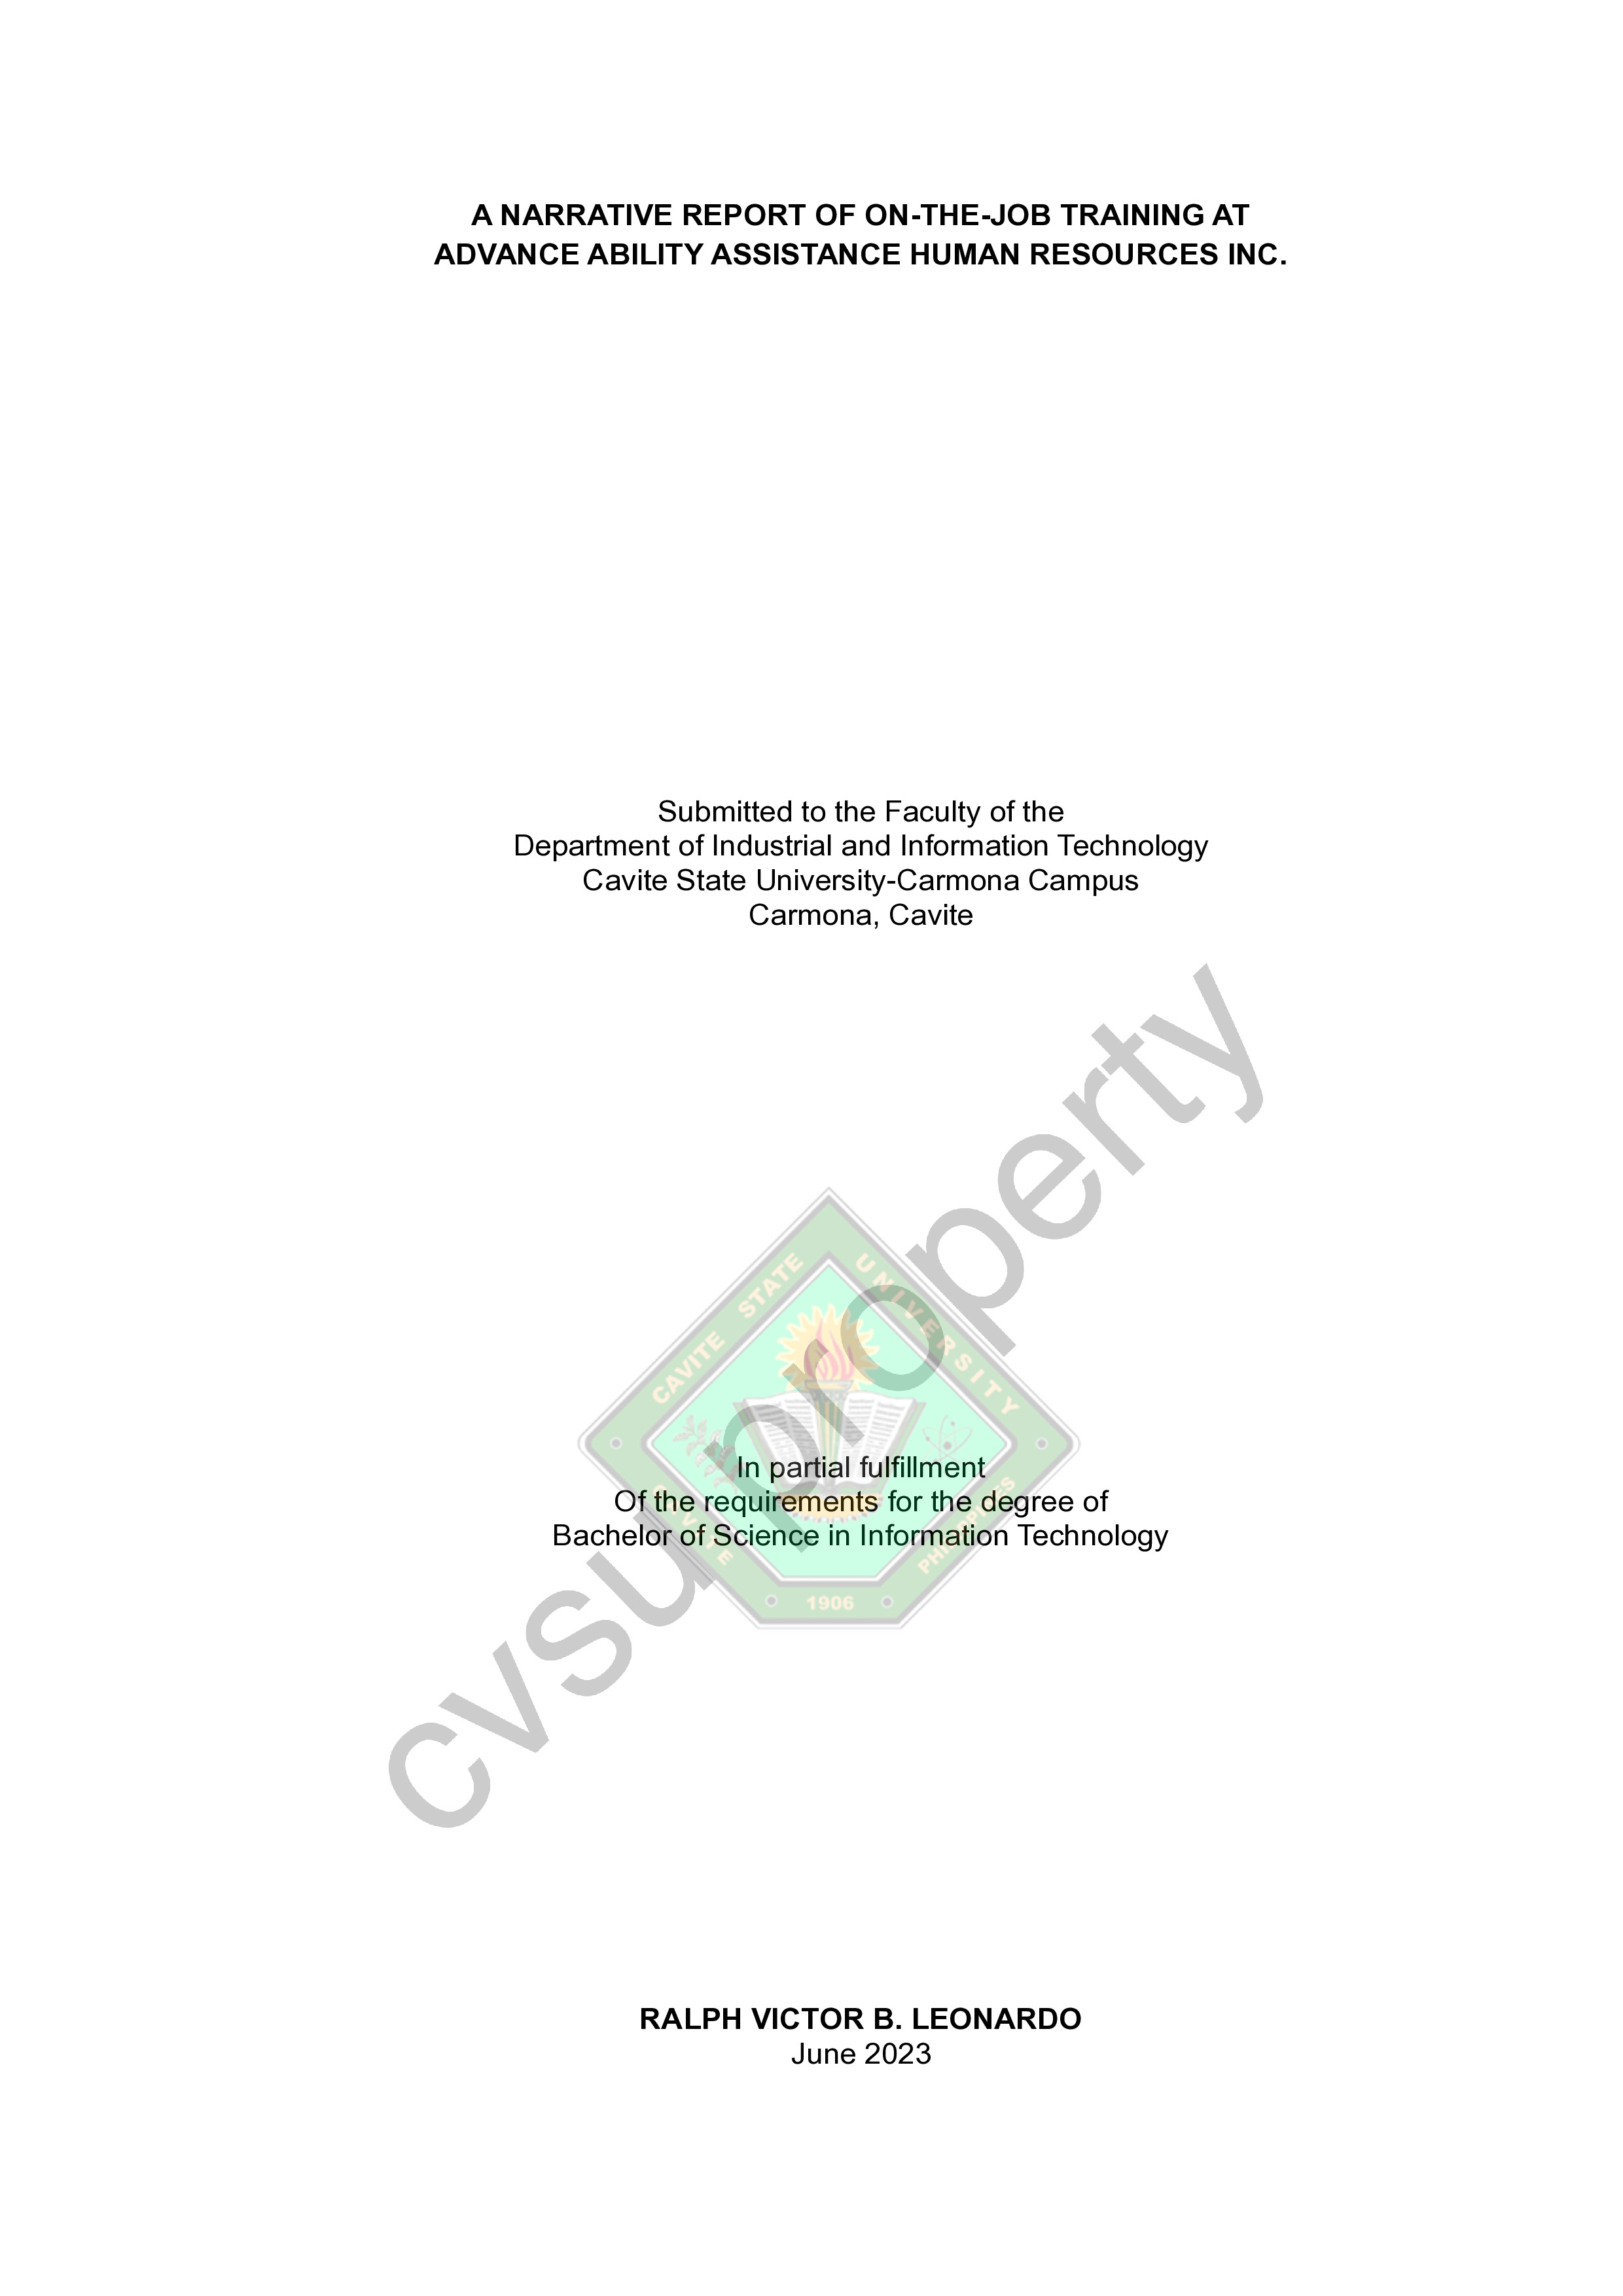 A NARRATIVE REPORT OF ON-THE-JOB TRAINING AT
ADVANCE ABILITY ASSISTANCE HUMAN RESOURCES INC.
Submitted to the Faculty of the
Department of Industrial and Information Technology
Cavite State University-Carmona Campus
Carmona, Cavite
cvsu property
CAVITE STATE UNIVERSITY
In partial fulfillment
Of the requirements for the degree of
Bachelor of Science in Information Technology
CAVITE
PHILIPPINES
1906
RALPH VICTOR B. LEONARDO
June 2023